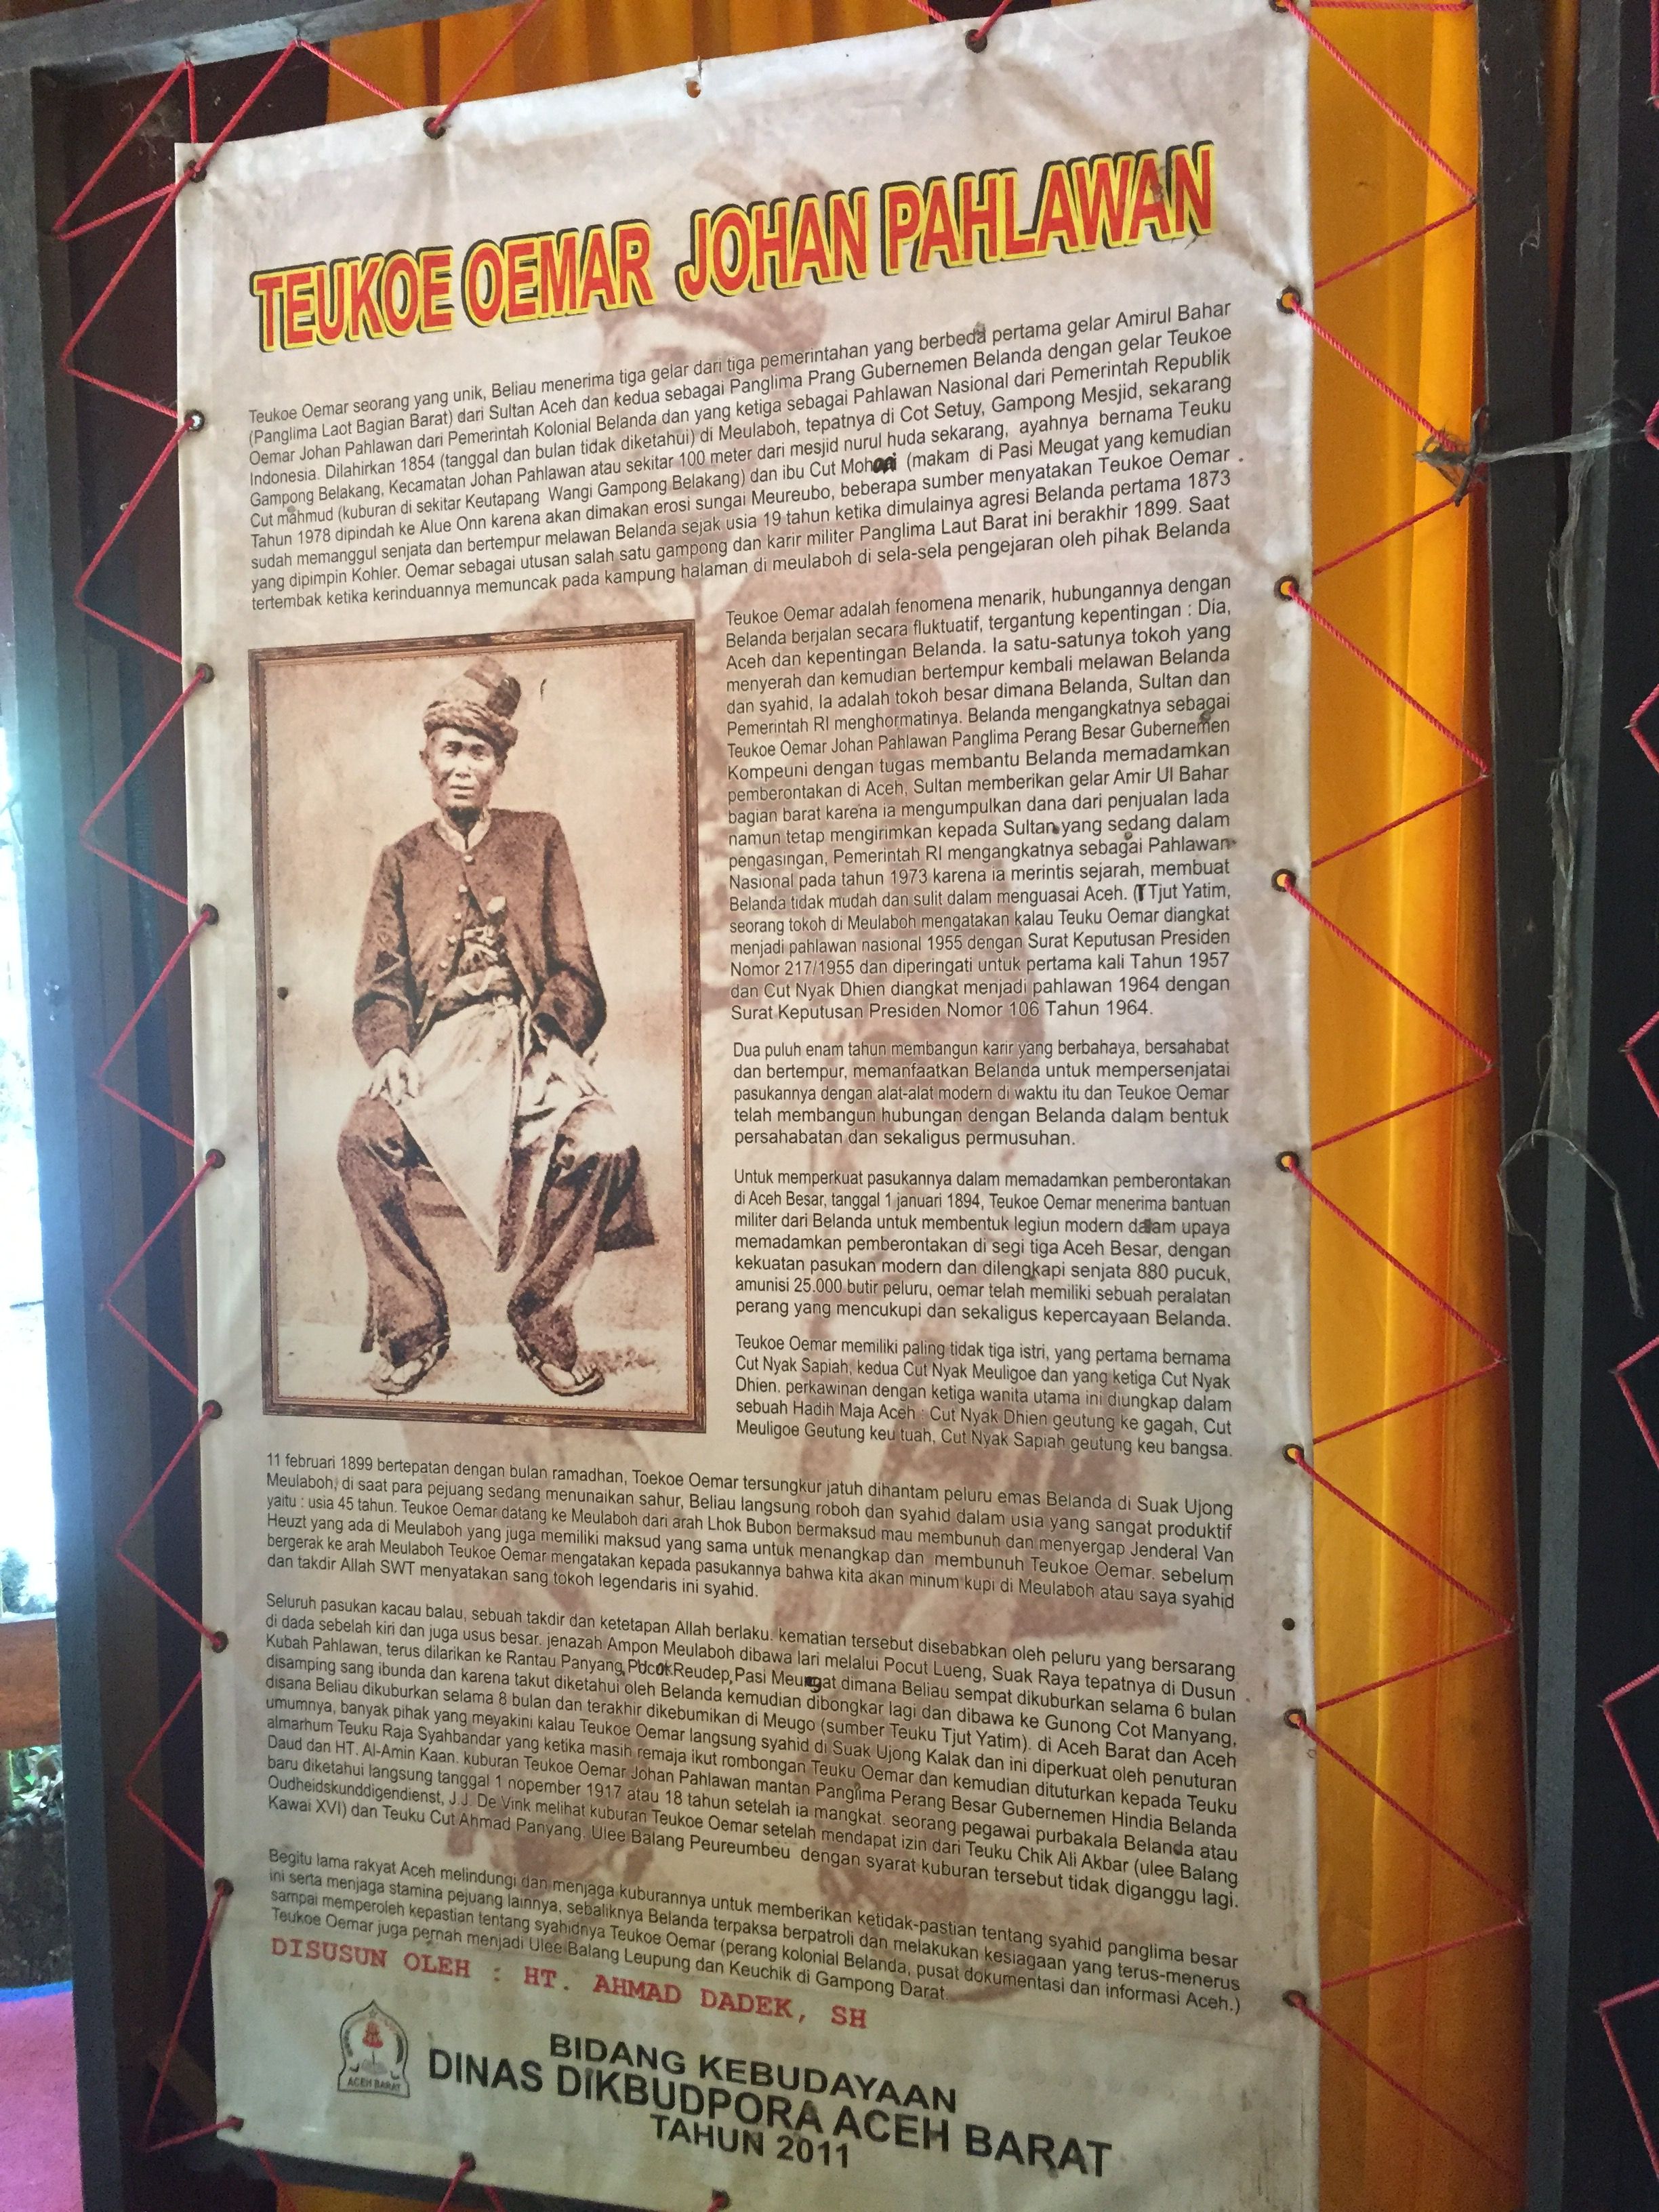 TEUKOE OEMAR JOHAN PAHLAWAN
Teukoe Oemar seorang yang unik, Beliau menerima tiga gelar dari tiga pemerintahan yang berbeda pertama gelar Amirul Bahar
(Panglima Laot Bagian Barat) dari Sultan Aceh dan kedua sebagai Panglima Prang Gubernemen Belanda dengan gelar Teukoe
Oemar Johan Pahlawan dari Pemerintah Kolonial Belanda dan yang ketiga sebagai Pahlawan Nasional dari Pemerintah Republik
Indonesia. Dilahirkan 1854 (tanggal dan bulan tidak diketahui) di Meulaboh, tepatnya di Cot Setuy, Gampong Mesjid, sekarang
Gampong Belakang, Kecamatan Johan Pahlawan atau sekitar 100 meter dari mesjid nurul huda sekarang, ayahnya bernama Teuku
Cut mahmud (kuburan di sekitar Keutapang Wangi Gampong Belakang) dan ibu Cut Mohani (makam di Pasi Meugat yang kemudian
Tahun 1978 dipindah ke Alue Onn karena akan dimakan erosi sungai Meureubo, beberapa sumber menyatakan Teukoe Oemar
sudah memanggul senjata dan bertempur melawan Belanda sejak usia 19 tahun ketika dimulainya agresi Belanda pertama 1873
yang dipimpin Kohler. Oemar sebagai utusan salah satu gampong dan karir militer Panglima Laut Barat ini berakhir 1899. Saat
tertembak ketika kerinduannya memuncak pada kampung halaman di meulaboh di sela-sela pengejaran oleh pihak Belanda
Teukoe Oemar adalah fenomena menarik, hubungannya dengan
Belanda berjalan secara fluktuatif, tergantung kepentingan : Dia,
Aceh dan kepentingan Belanda. Ia satu-satunya tokoh yang
menyerah dan kemudian bertempur kembali melawan Belanda
dan syahid, Ia adalah tokoh besar dimana Belanda, Sultan dan
Pemerintah RI menghormatinya. Belanda mengangkatnya sebagai
Teukoe Oemar Johan Pahlawan Panglima Perang Besar Gubernemen
Kompeuni dengan tugas membantu Belanda memadamkan
pemberontakan di Aceh, Sultan memberikan gelar Amir Ul Bahar
bagian barat karena ia mengumpulkan dana dari penjualan lada
namun tetap mengirimkan kepada Sultan yang sedang dalam
pengasingan, Pemerintah RI mengangkatnya sebagai Pahlawan
Nasional pada tahun 1973 karena ia merintis sejarah, membuat
Belanda tidak mudah dan sulit dalam menguasai Aceh. (T Tjut Yatim,
seorang tokoh di Meulaboh mengatakan kalau Teuku Oemar diangkat
menjadi pahlawan nasional 1955 dengan Surat Keputusan Presiden
Nomor 217/1955 dan diperingati untuk pertama kali Tahun 1957
dan Cut Nyak Dhien diangkat menjadi pahlawan 1964 dengan
Surat Keputusan Presiden Nomor 106 Tahun 1964.
Dua puluh enam tahun membangun karir yang berbahaya, bersahabat
dan bertempur, memanfaatkan Belanda untuk mempersenjatai
pasukannya dengan alat-alat modern di waktu itu dan Teukoe Oemar
telah membangun hubungan dengan Belanda dalam bentuk
persahabatan dan sekaligus permusuhan.
Untuk memperkuat pasukannya dalam memadamkan pemberontakan
di Aceh Besar, tanggal 1 januari 1894, Teukoe Oemar menerima bantuan
militer dari Belanda untuk membentuk legiun modern dalam upaya
memadamkan pemberontakan di segi tiga Aceh Besar, dengan
kekuatan pasukan modern dan dilengkapi senjata 880 pucuk,
amunisi 25.000 butir peluru, oemar telah memiliki sebuah peralatan
perang yang mencukupi dan sekaligus kepercayaan Belanda.
Teukoe Oemar memiliki paling tidak tiga istri, yang pertama bernama
Cut Nyak Sapiah, kedua Cut Nyak Meuligoe dan yang ketiga Cut Nyak
Dhien. perkawinan dengan ketiga wanita utama ini diungkap dalam
sebuah Hadih Maja Aceh : Cut Nyak Dhien geutung ke gagah, Cut
Meuligoe Geutung keu tuah, Cut Nyak Sapiah geutung keu bangsa.
11 februari 1899 bertepatan dengan bulan ramadhan, Toekoe Oemar tersungkur jatuh dihantam peluru emas Belanda di Suak Ujong
Meulaboh, di saat para pejuang sedang menunaikan sahur, Beliau langsung roboh dan syahid dalam usia yang sangat produktif
yaitu : usia 45 tahun. Teukoe Oemar datang ke Meulaboh dari arah Lhok Bubon bermaksud mau membunuh dan menyergap Jenderal Van
Heuzt yang ada di Meulaboh yang juga memiliki maksud yang sama untuk menangkap dan membunuh Teukoe Oemar. sebelum
bergerak ke arah Meulaboh Teukoe Oemar mengatakan kepada pasukannya bahwa kita akan minum kupi di Meulaboh atau saya syahid
dan takdir Allah SWT menyatakan sang tokoh legendaris ini syahid.
Seluruh pasukan kacau balau, sebuah takdir dan ketetapan Allah berlaku. kematian tersebut disebabkan oleh peluru yang bersarang
di dada sebelah kiri dan juga usus besar. jenazah Ampon Meulaboh dibawa lari melalui Pocut Lueng, Suak Raya tepatnya di Dusun
Kubah Pahlawan, terus dilarikan ke Rantau Panyang, Pucok Reudep, Pasi Meungat dimana Beliau sempat dikuburkan selama 6 bulan
disamping sang ibunda dan karena takut diketahui oleh Belanda kemudian dibongkar lagi dan dibawa ke Gunong Cot Manyang,
disana Beliau dikuburkan selama 8 bulan dan terakhir dikebumikan di Meugo (sumber Teuku Tjut Yatim). di Aceh Barat dan Aceh
umumnya, banyak pihak yang meyakini kalau Teukoe Oemar langsung syahid di Suak Ujong Kalak dan ini diperkuat oleh penuturan
almarhum Teuku Raja Syahbandar yang ketika masih remaja ikut rombongan Teuku Oemar dan kemudian dituturkan kepada Teuku
Daud dan HT. Al-Amin Kaan. kuburan Teukoe Oemar Johan Pahlawan mantan Panglima Perang Besar Gubernemen Hindia Belanda
baru diketahui langsung tanggal 1 nopember 1917 atau 18 tahun setelah ia mangkat. seorang pegawai purbakala Belanda atau
Oudheidskunddigendienst, J.J. De Vink melihat kuburan Teukoe Oemar setelah mendapat izin dari Teuku Chik Ali Akbar (ulee Balang
Kawai XVI) dan Teuku Cut Ahmad Panyang. Ulee Balang Peureumbeu dengan syarat kuburan tersebut tidak diganggu lagi.
Begitu lama rakyat Aceh melindungi dan menjaga kuburannya untuk memberikan ketidak-pastian tentang syahid panglima besar
ini serta menjaga stamina pejuang lainnya, sebaliknya Belanda terpaksa berpatroli dan melakukan kesiagaan yang terus-menerus
sampai memperoleh kepastian tentang syahidnya Teukoe Oemar (perang kolonial Belanda, pusat dokumentasi dan informasi Aceh.)
Teukoe Oemar juga pernah menjadi Ulee Balang Leupung dan Keuchik di Gampong Darat.
DISUSUN OLEH : HT. AHMAD DADEK, SH
ACEH BARAT
BIDANG KEBUDAYAAN
DINAS DIKBUDPORA ACEH BARAT
TAHUN 2011